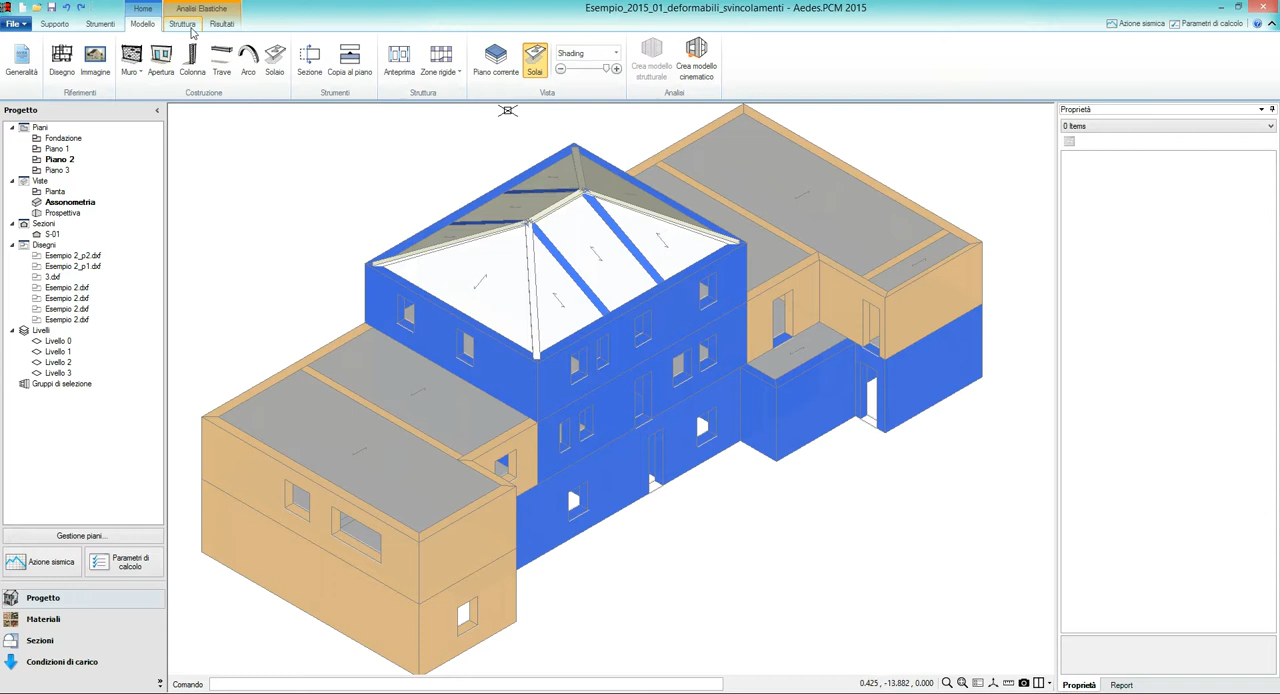 Home Analisi Elastiche Esempio_2015_01_deformabili_svincolamenti - Aedes.PCM 2015
File Supporto Strumenti Modello Struttura Risultati Azione sismica Parametri di calcolo
Generalità Disegno Immagine Muro Apertura Colonna Trave Arco Solaio Sezione Copia al piano Anteprima Zone rigide Piano corrente Solai Shading Crea modello strutturale Crea modello cinematico
Riferimenti Costruzione Strumenti Struttura Vista Analisi
Progetto
Piani
Fondazione
Piano 1
Piano 2
Piano 3
Viste
Pianta
Assonometria
Prospettiva
Sezioni
S-01
Disegni
Esempio 2_p2.dxf
Esempio 2_p1.dxf
3.dxf
Esempio 2.dxf
Esempio 2.dxf
Esempio 2.dxf
Esempio 2.dxf
Livelli
Livello 0
Livello 1
Livello 2
Livello 3
Gruppi di selezione
Gestione piani...
Azione sismica Parametri di calcolo
Progetto
Materiali
Sezioni
Condizioni di carico
Comando 0.425 , -13.882 , 0.000
Proprietà
0 Items
Proprietà Report